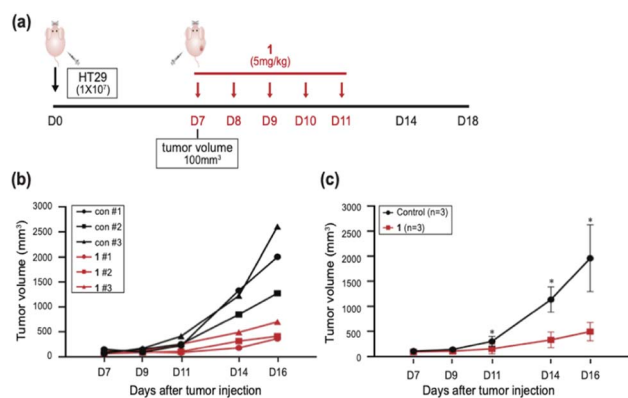 (a)
HT29
(1X10⁷)
1
(5mg/kg)
D0 D7 D8 D9 D10 D11 D14 D18
tumor volume
100mm³
(b)
Tumor volume (mm³)
3000
2500
2000
1500
1000
500
0
con #1
con #2
con #3
1 #1
1 #2
1 #3
D7 D9 D11 D14 D16
Days after tumor injection
(c)
Tumor volume (mm³)
3000
2500
2000
1500
1000
500
0
Control (n=3)
1 (n=3)
*
*
*
D7 D9 D11 D14 D16
Days after tumor injection